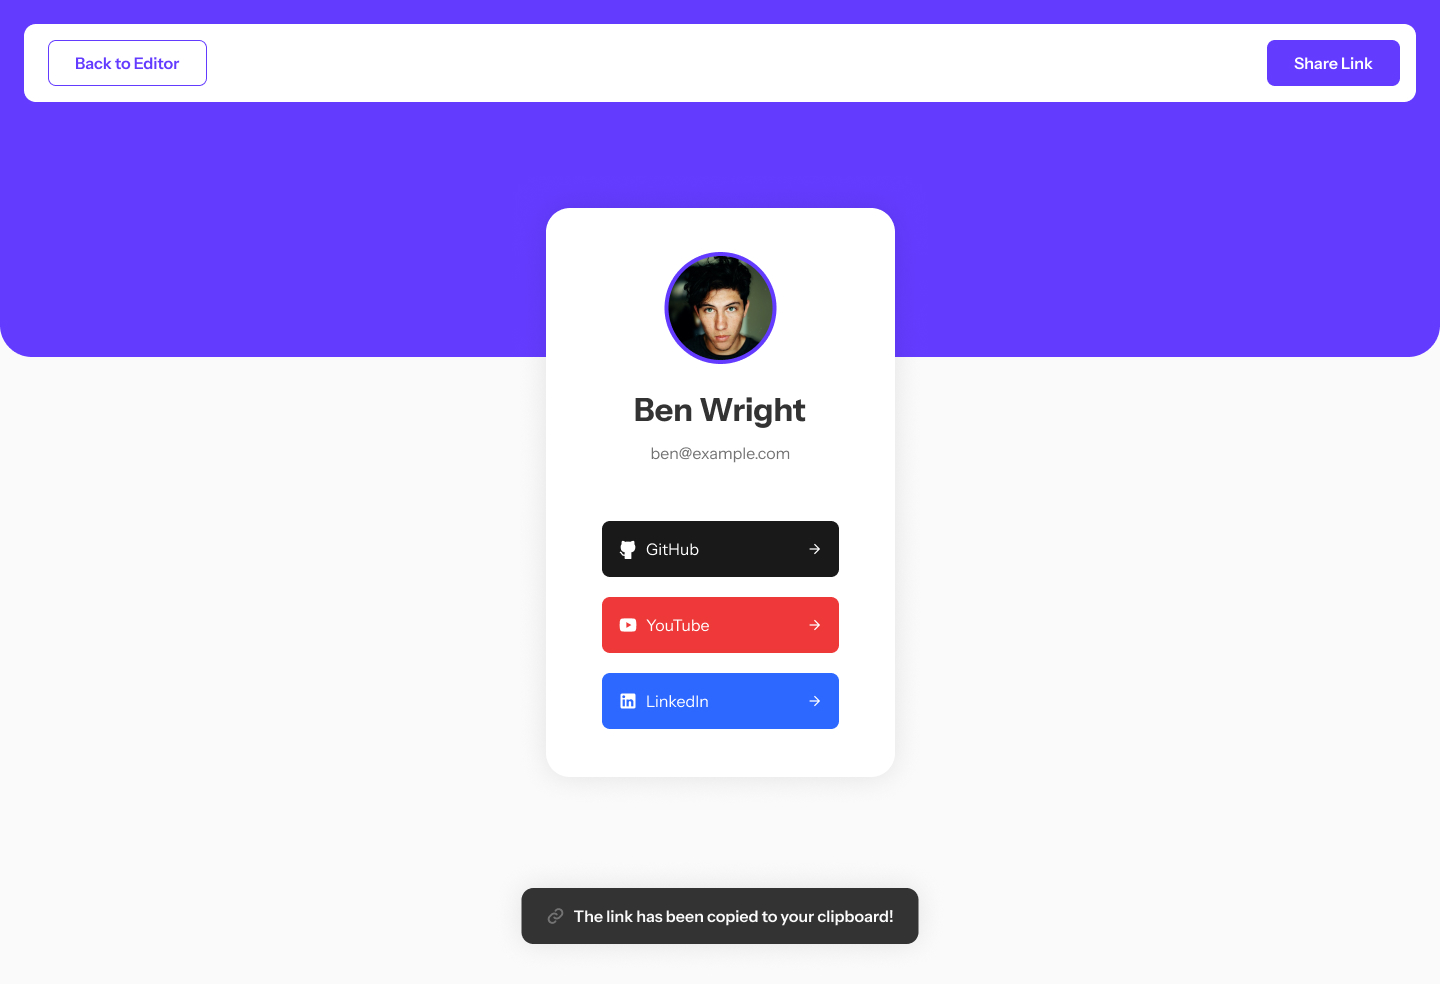 Back to Editor
Share Link
Ben Wright
ben@example.com
GitHub
YouTube
LinkedIn
The link has been copied to your clipboard!